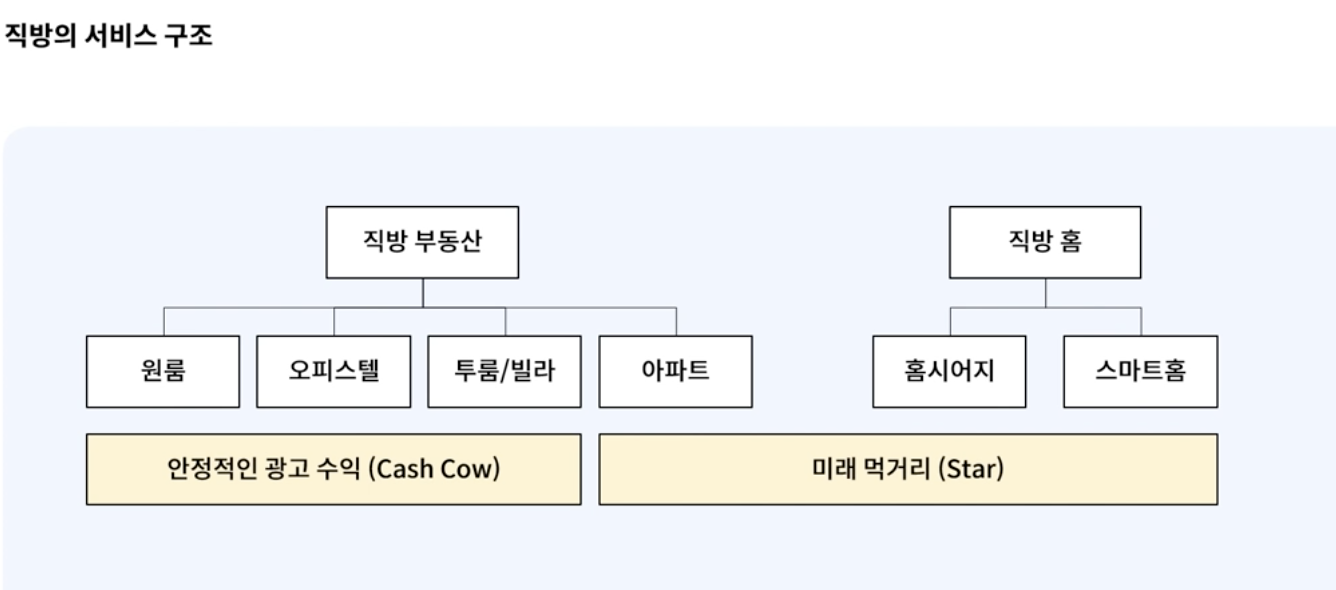 직방의 서비스 구조
직방 부동산
직방 홈
원룸
오피스텔
투룸/빌라
아파트
홈시어지
스마트홈
안정적인 광고 수익 (Cash Cow)
미래 먹거리 (Star)